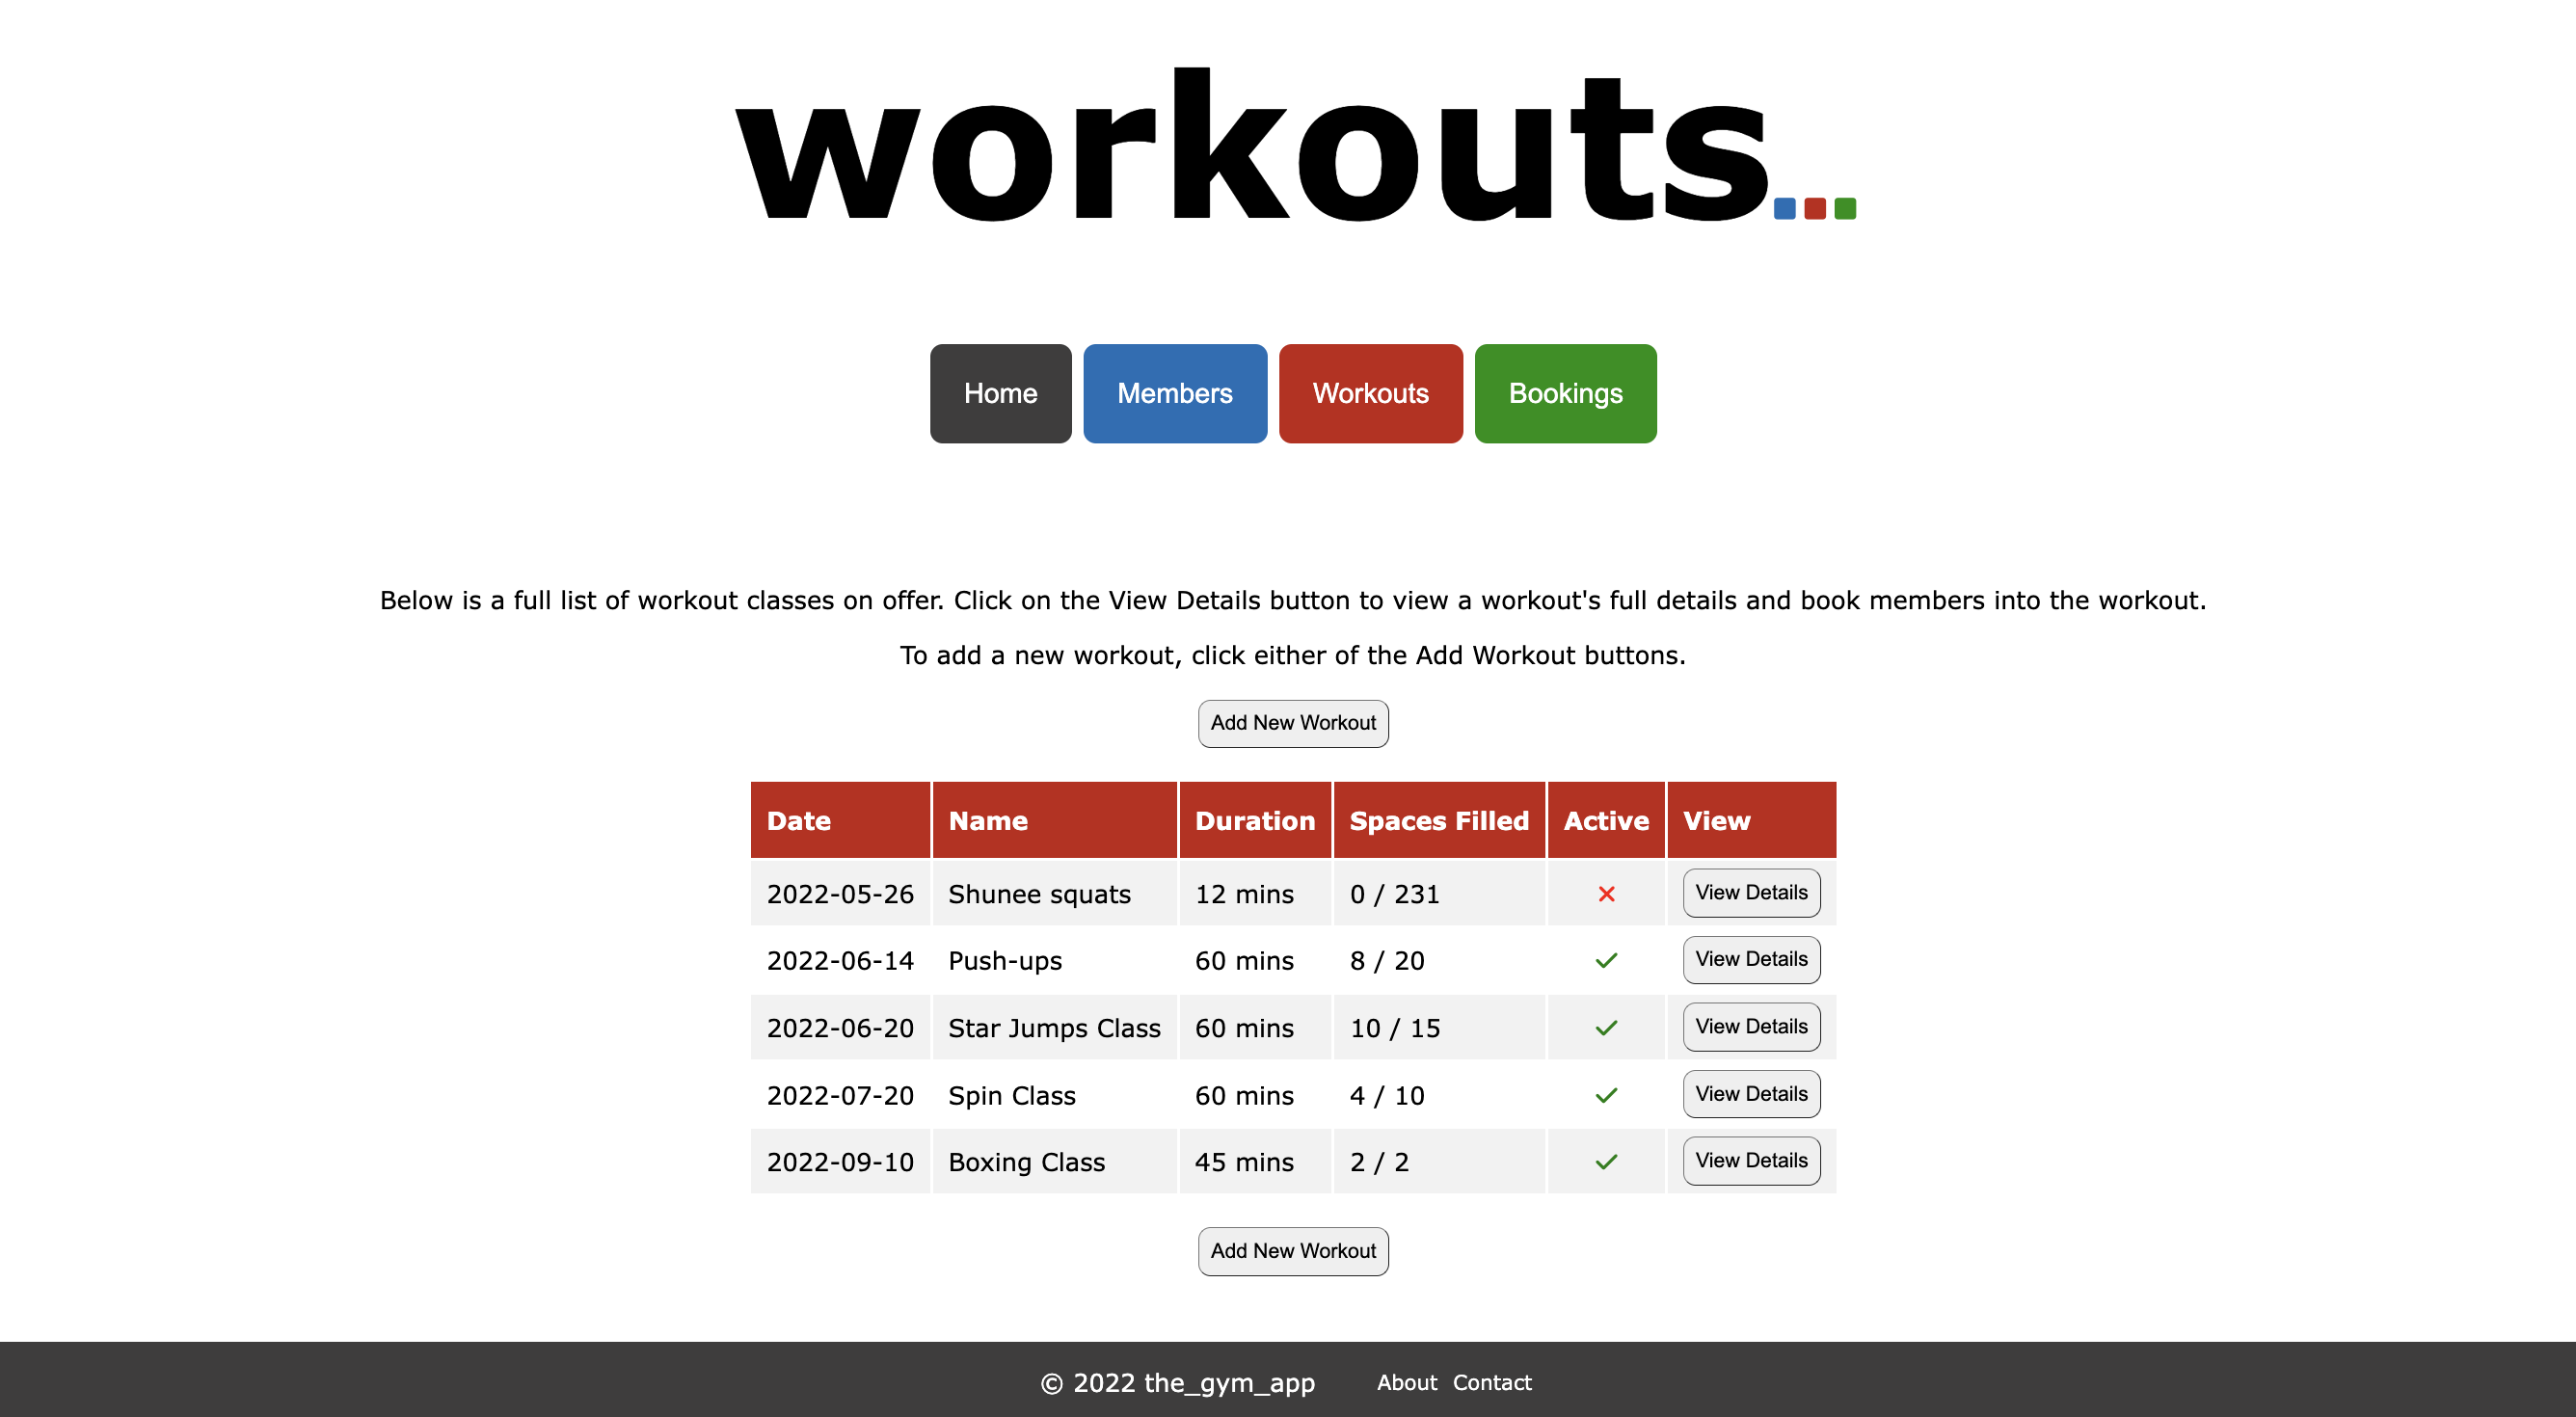 workouts...
Home Members Workouts Bookings
Below is a full list of workout classes on offer. Click on the View Details button to view a workout's full details and book members into the workout.
To add a new workout, click either of the Add Workout buttons.
Add New Workout
Date Name Duration Spaces Filled Active View
2022-05-26 Shunee squats 12 mins 0 / 231 View Details
2022-06-14 Push-ups 60 mins 8 / 20 View Details
2022-06-20 Star Jumps Class 60 mins 10 / 15 View Details
2022-07-20 Spin Class 60 mins 4 / 10 View Details
2022-09-10 Boxing Class 45 mins 2 / 2 View Details
Add New Workout
© 2022 the_gym_app About Contact